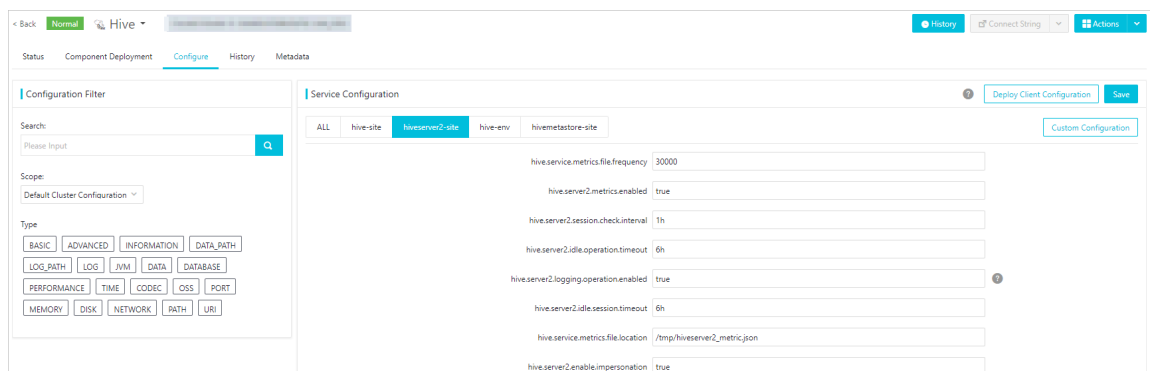 < Back Normal Hive History Connect String Actions
Status Component Deployment Configure History Metadata
Configuration Filter
Search:
Please Input
Scope:
Default Cluster Configuration
Type
BASIC ADVANCED INFORMATION DATA_PATH
LOG_PATH LOG JVM DATA DATABASE
PERFORMANCE TIME CODEC OSS PORT
MEMORY DISK NETWORK PATH URI
Service Configuration ? Deploy Client Configuration Save
ALL hive-site hiveserver2-site hive-env hivemetastore-site Custom Configuration
hive.service.metrics.file.frequency 30000
hive.server2.metrics.enabled true
hive.server2.session.check.interval 1h
hive.server2.idle.operation.timeout 6h
hive.server2.logging.operation.enabled true ?
hive.server2.idle.session.timeout 6h
hive.service.metrics.file.location /tmp/hiveserver2_metric.json
hive.server2.enable.impersonation true